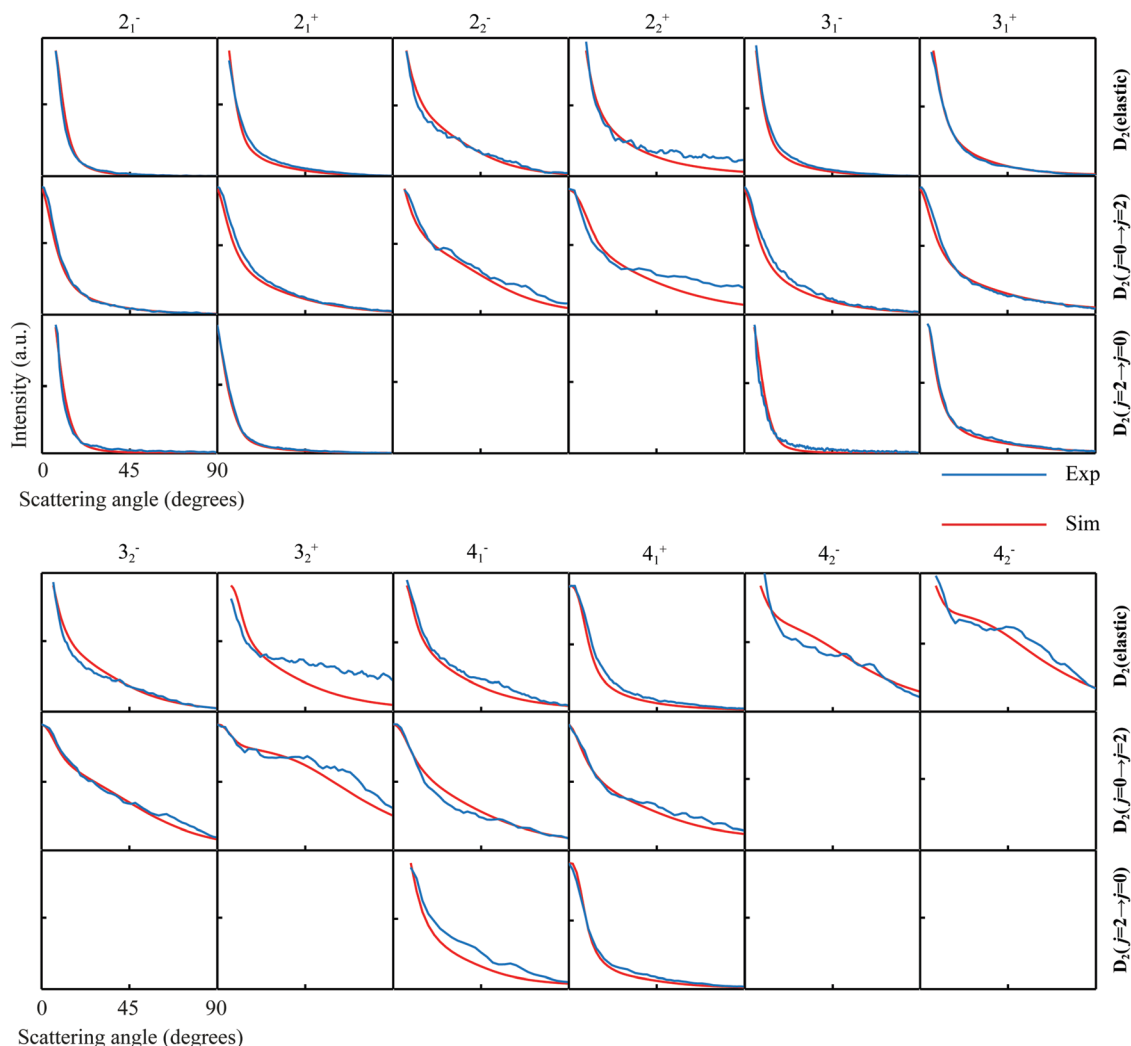 2₁⁻ 2₁⁺ 2₂⁻ 2₂⁺ 3₁⁻ 3₁⁺
D₂(elastic)
D₂(j=0→j=2)
D₂(j=2→j=0)
Intensity (a.u.)
0 45 90
Scattering angle (degrees)
Exp
Sim
3₂⁻ 3₂⁺ 4₁⁻ 4₁⁺ 4₂⁻ 4₂⁻
D₂(elastic)
D₂(j=0→j=2)
D₂(j=2→j=0)
0 45 90
Scattering angle (degrees)